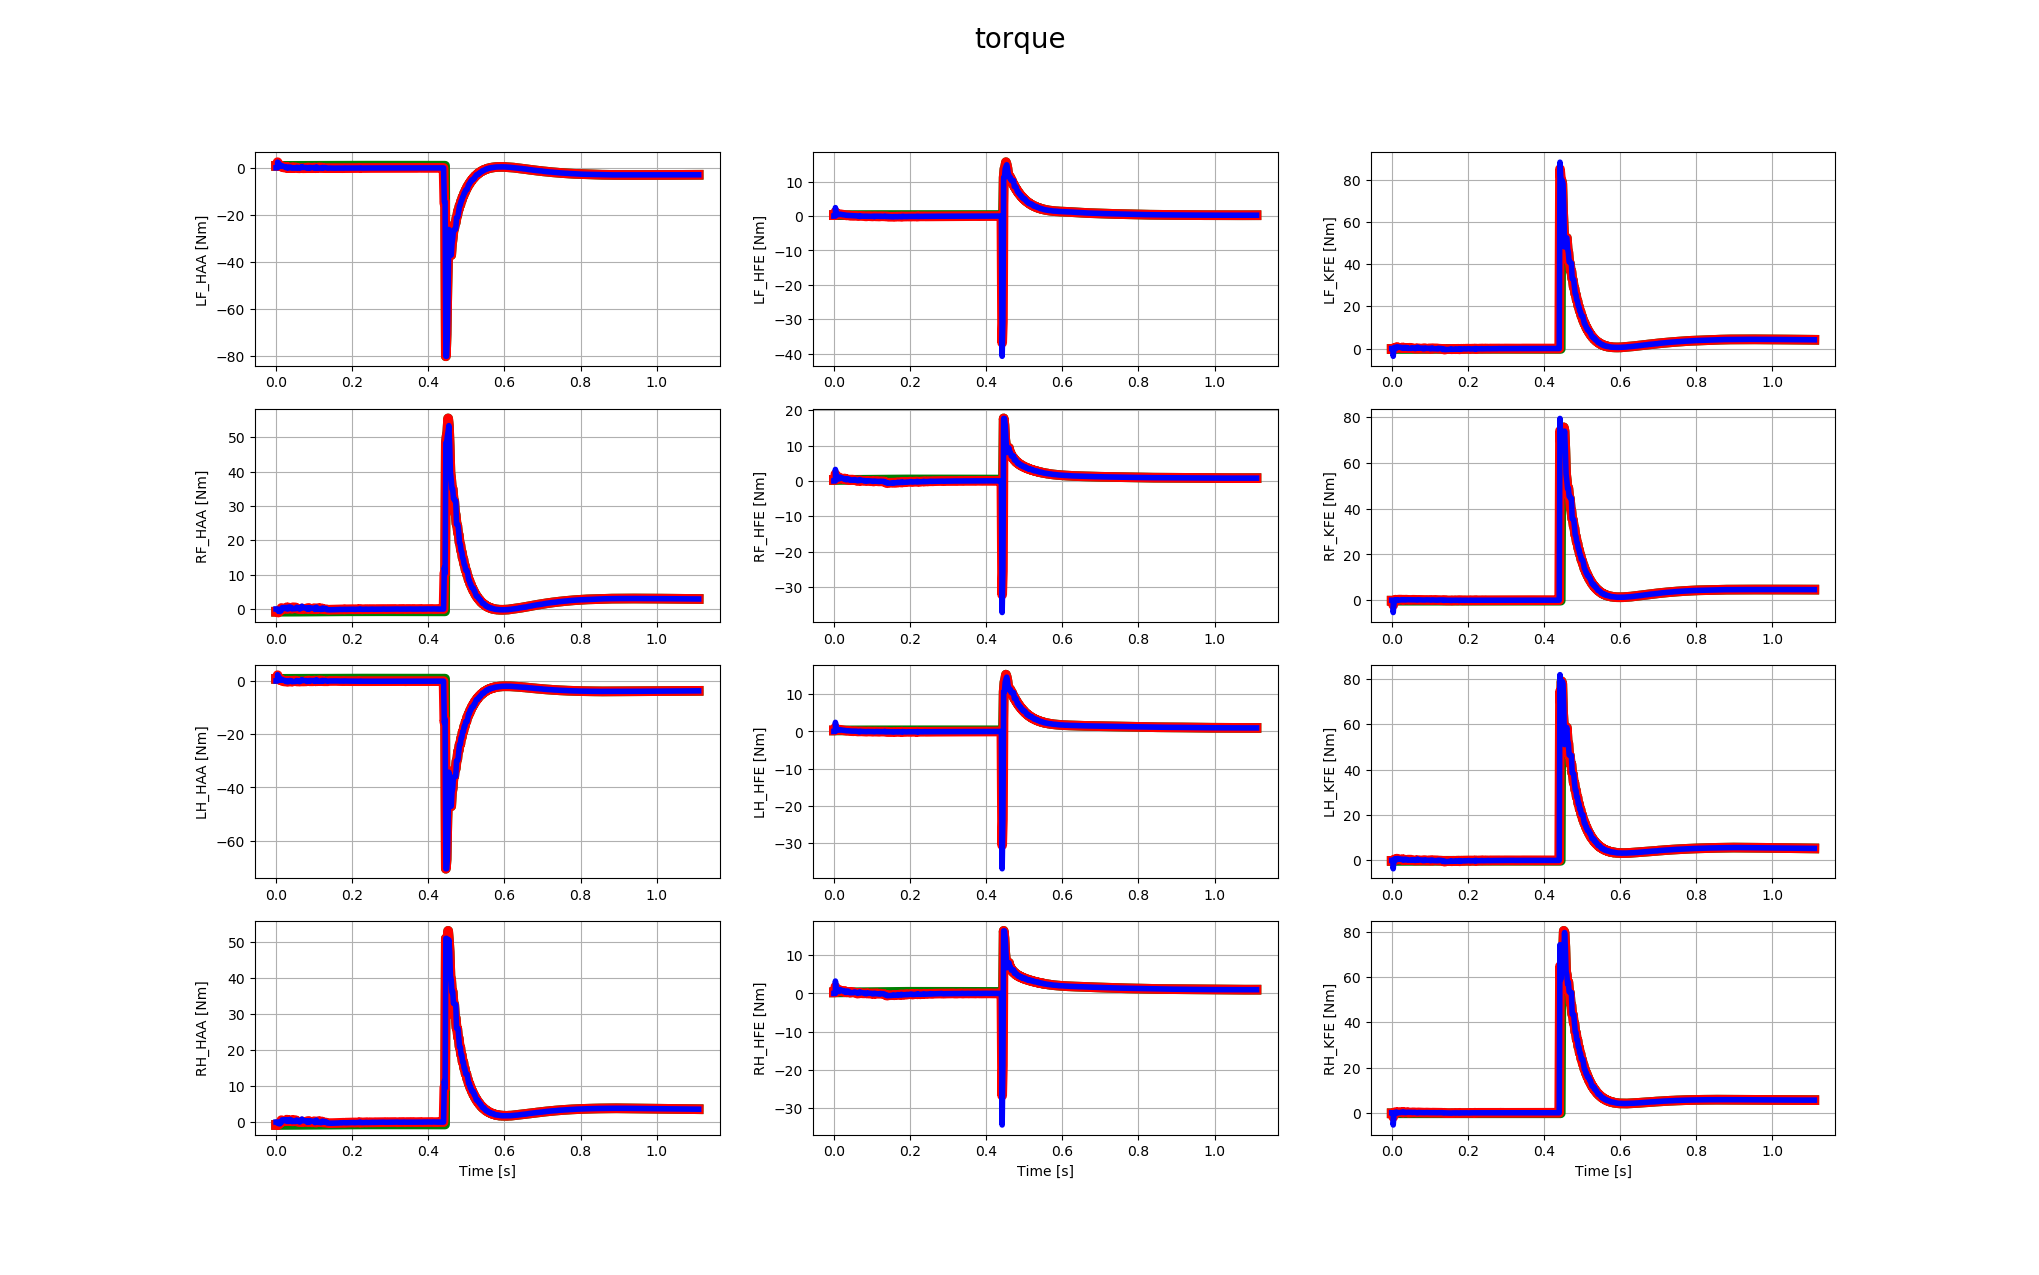 torque
LF_HAA [Nm]
0
−20
−40
−60
−80
0.0 0.2 0.4 0.6 0.8 1.0
LF_HFE [Nm]
10
0
−10
−20
−30
−40
0.0 0.2 0.4 0.6 0.8 1.0
LF_KFE [Nm]
80
60
40
20
0
0.0 0.2 0.4 0.6 0.8 1.0
RF_HAA [Nm]
50
40
30
20
10
0
0.0 0.2 0.4 0.6 0.8 1.0
RF_HFE [Nm]
20
10
0
−10
−20
−30
0.0 0.2 0.4 0.6 0.8 1.0
RF_KFE [Nm]
80
60
40
20
0
0.0 0.2 0.4 0.6 0.8 1.0
LH_HAA [Nm]
0
−20
−40
−60
0.0 0.2 0.4 0.6 0.8 1.0
LH_HFE [Nm]
10
0
−10
−20
−30
0.0 0.2 0.4 0.6 0.8 1.0
LH_KFE [Nm]
80
60
40
20
0
0.0 0.2 0.4 0.6 0.8 1.0
RH_HAA [Nm]
50
40
30
20
10
0
0.0 0.2 0.4 0.6 0.8 1.0
Time [s]
RH_HFE [Nm]
10
0
−10
−20
−30
0.0 0.2 0.4 0.6 0.8 1.0
Time [s]
RH_KFE [Nm]
80
60
40
20
0
0.0 0.2 0.4 0.6 0.8 1.0
Time [s]